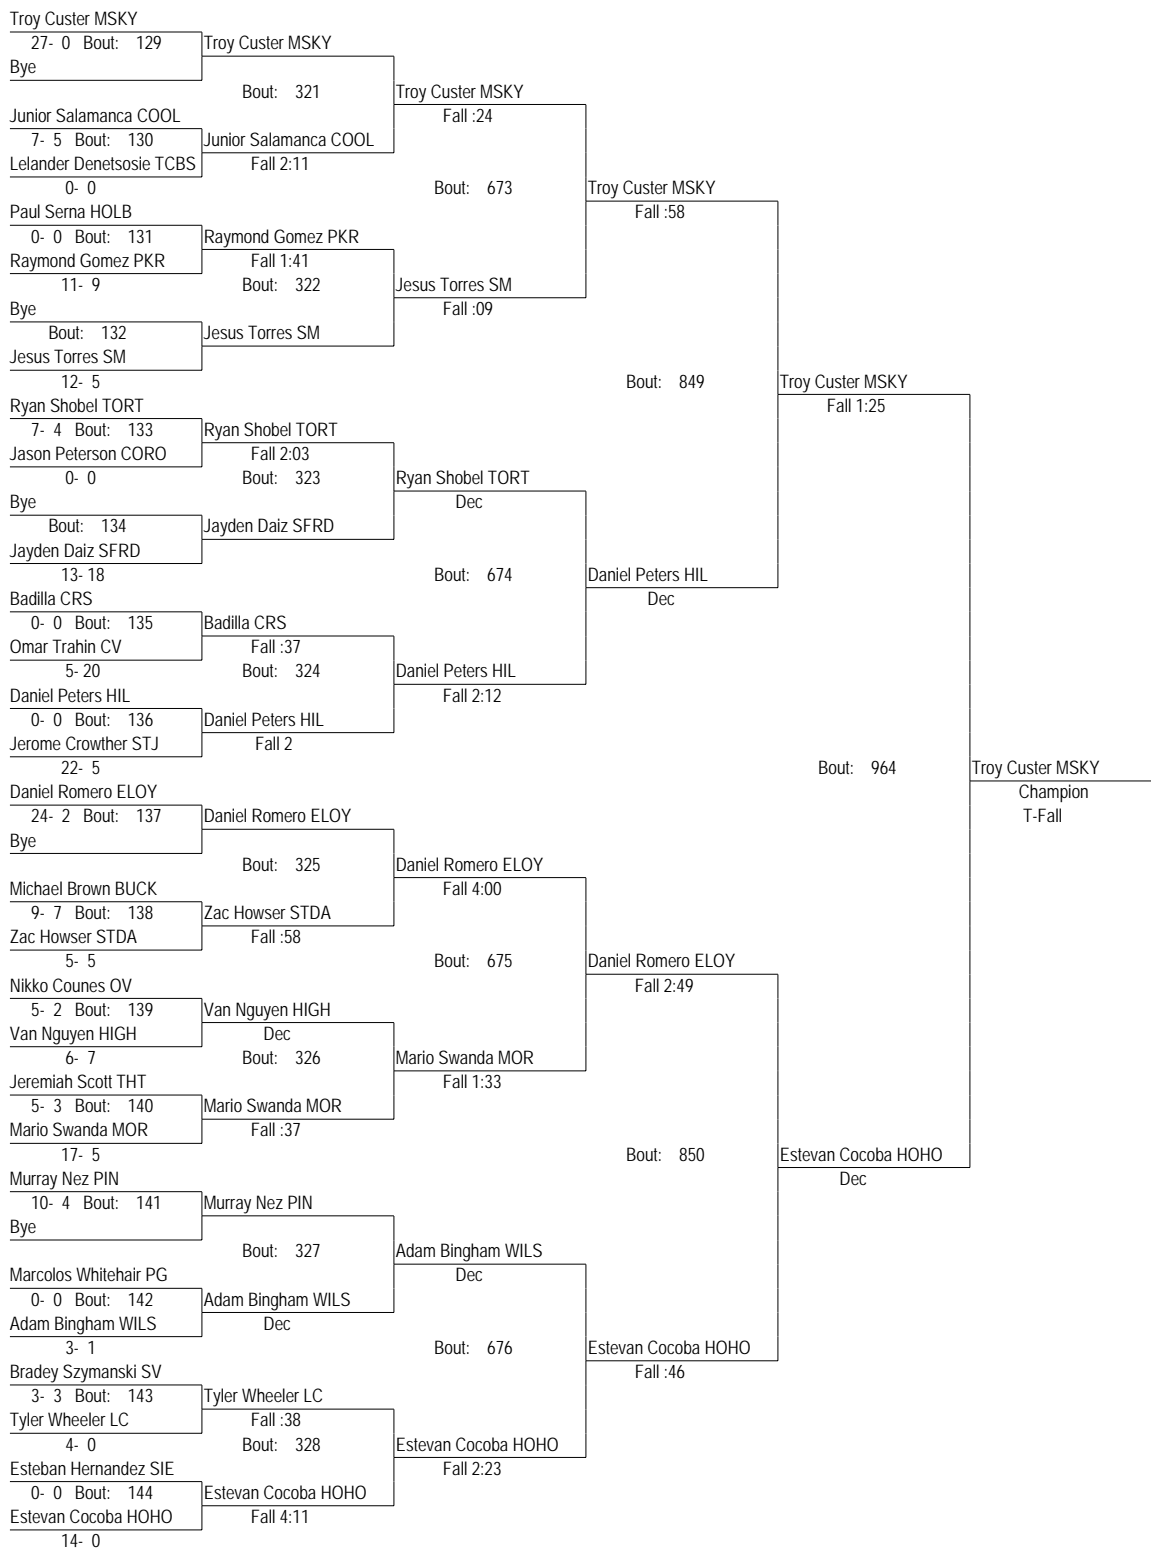 Troy Custer MSKY
27- 0 Bout: 129 Troy Custer MSKY
Bye
Bout: 321 Troy Custer MSKY
Junior Salamanca COOL Fall :24
7- 5 Bout: 130 Junior Salamanca COOL
Lelander Denetsosie TCBS Fall 2:11
0- 0 Bout: 673 Troy Custer MSKY
Paul Serna HOLB Fall :58
0- 0 Bout: 131 Raymond Gomez PKR
Raymond Gomez PKR Fall 1:41
11- 9 Bout: 322 Jesus Torres SM
Bye Fall :09
Bout: 132 Jesus Torres SM
Jesus Torres SM
12- 5 Bout: 849 Troy Custer MSKY
Ryan Shobel TORT Fall 1:25
7- 4 Bout: 133 Ryan Shobel TORT
Jason Peterson CORO Fall 2:03
0- 0 Bout: 323 Ryan Shobel TORT
Bye Dec
Bout: 134 Jayden Daiz SFRD
Jayden Daiz SFRD
13- 18 Bout: 674 Daniel Peters HIL
Badilla CRS Dec
0- 0 Bout: 135 Badilla CRS
Omar Trahin CV Fall :37
5- 20 Bout: 324 Daniel Peters HIL
Daniel Peters HIL Fall 2:12
0- 0 Bout: 136 Daniel Peters HIL
Jerome Crowther STJ Fall 2
22- 5 Bout: 964 Troy Custer MSKY
Daniel Romero ELOY Champion
24- 2 Bout: 137 Daniel Romero ELOY T-Fall
Bye
Bout: 325 Daniel Romero ELOY
Michael Brown BUCK Fall 4:00
9- 7 Bout: 138 Zac Howser STDA
Zac Howser STDA Fall :58
5- 5 Bout: 675 Daniel Romero ELOY
Nikko Counes OV Fall 2:49
5- 2 Bout: 139 Van Nguyen HIGH
Van Nguyen HIGH Dec
6- 7 Bout: 326 Mario Swanda MOR
Jeremiah Scott THT Fall 1:33
5- 3 Bout: 140 Mario Swanda MOR
Mario Swanda MOR Fall :37
17- 5 Bout: 850 Estevan Cocoba HOHO
Murray Nez PIN Dec
10- 4 Bout: 141 Murray Nez PIN
Bye
Bout: 327 Adam Bingham WILS
Marcolos Whitehair PG Dec
0- 0 Bout: 142 Adam Bingham WILS
Adam Bingham WILS Dec
3- 1 Bout: 676 Estevan Cocoba HOHO
Bradey Szymanski SV Fall :46
3- 3 Bout: 143 Tyler Wheeler LC
Tyler Wheeler LC Fall :38
4- 0 Bout: 328 Estevan Cocoba HOHO
Esteban Hernandez SIE Fall 2:23
0- 0 Bout: 144 Estevan Cocoba HOHO
Estevan Cocoba HOHO Fall 4:11
14- 0